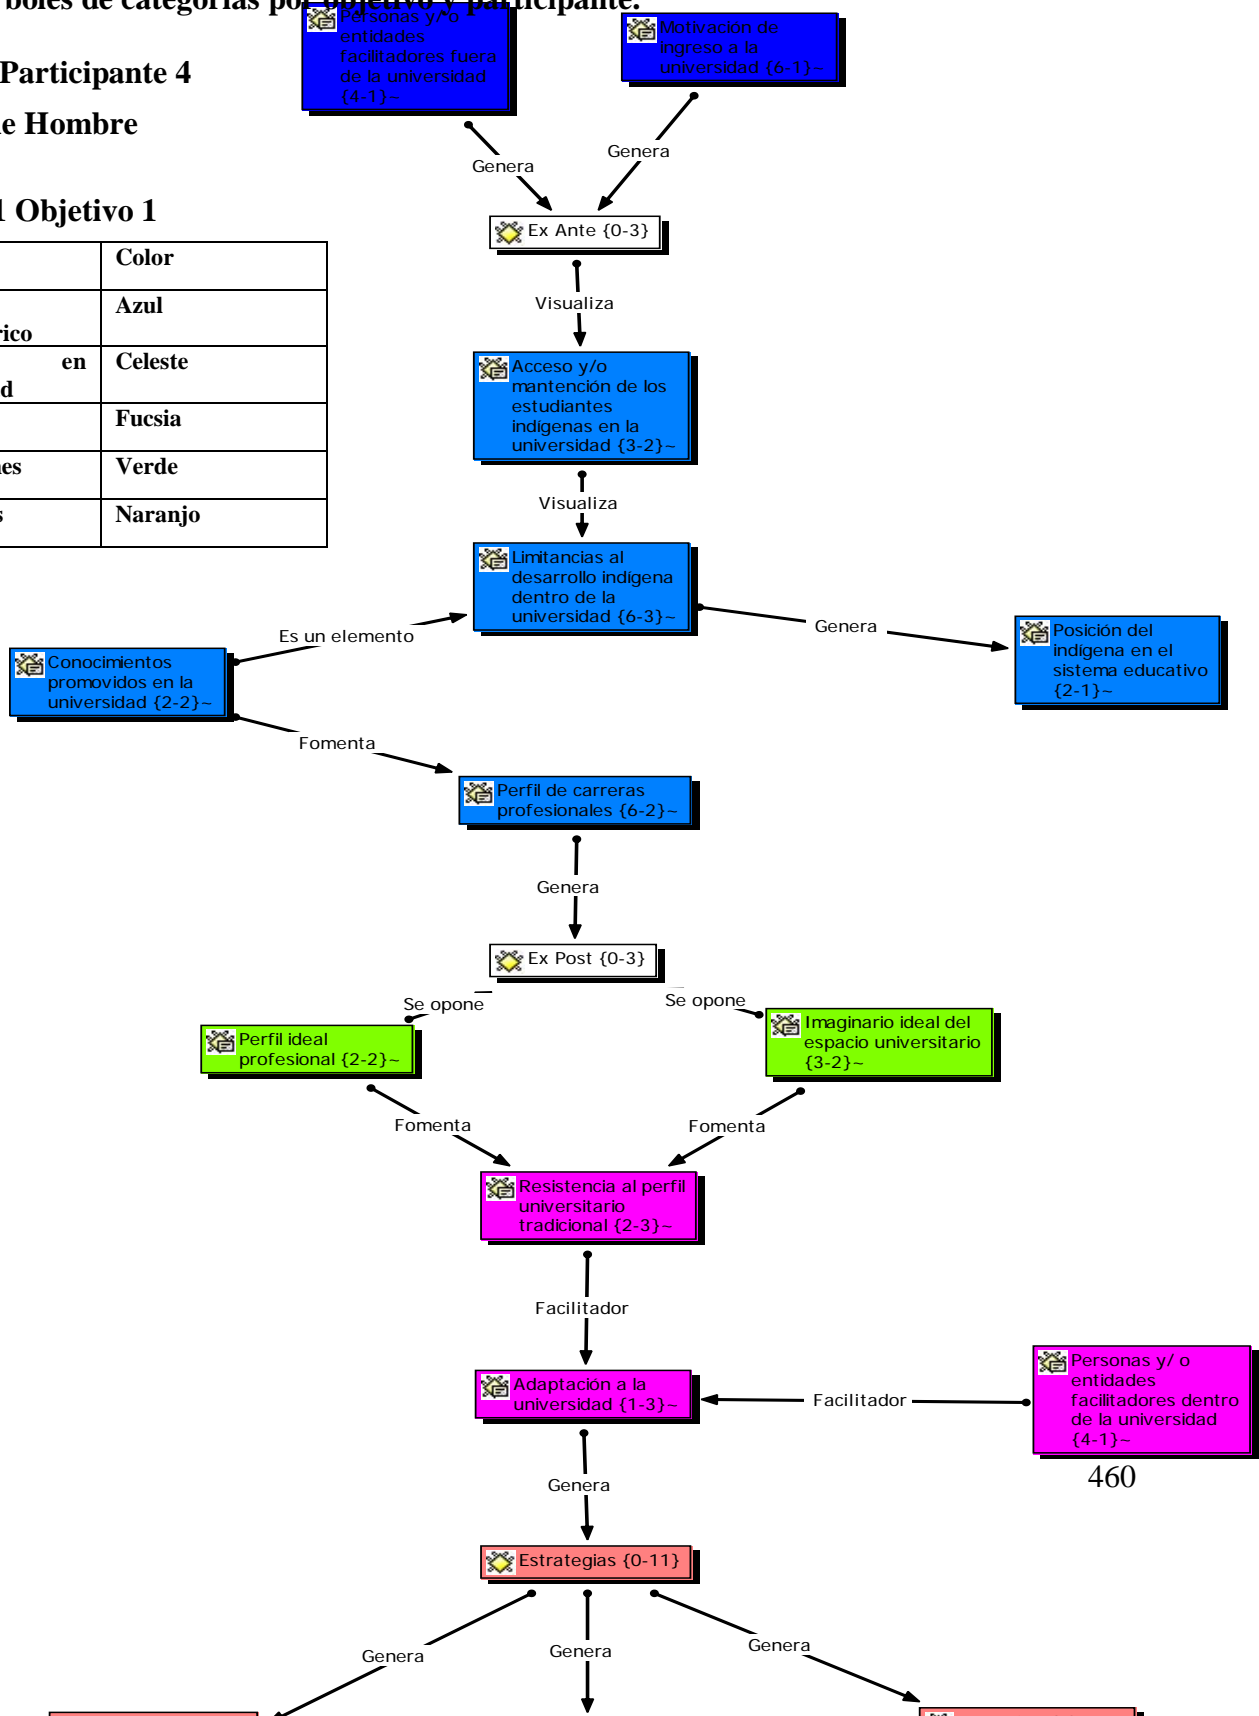 boles de categorías por objetivo y participante.
Participante 4
e Hombre
1 Objetivo 1
Color
rico
Azul
en
d
Celeste
Fucsia
es
Verde
s
Naranjo
Personas y/o
entidades
facilitadores fuera
de la universidad
{4-1}~
Motivación de
ingreso a la
universidad {6-1}~
Genera
Genera
Ex Ante {0-3}
Visualiza
Acceso y/o
mantención de los
estudiantes
indígenas en la
universidad {3-2}~
Visualiza
Limitancias al
desarrollo indígena
dentro de la
universidad {6-3}~
Es un elemento
Genera
Posición del
indígena en el
sistema educativo
{2-1}~
Conocimientos
promovidos en la
universidad {2-2}~
Fomenta
Perfil de carreras
profesionales {6-2}~
Genera
Ex Post {0-3}
Se opone
Se opone
Perfil ideal
profesional {2-2}~
Imaginario ideal del
espacio universitario
{3-2}~
Fomenta
Fomenta
Resistencia al perfil
universitario
tradicional {2-3}~
Facilitador
Adaptación a la
universidad {1-3}~
Facilitador
Personas y/ o
entidades
facilitadores dentro
de la universidad
{4-1}~
460
Genera
Estrategias {0-11}
Genera
Genera
Genera